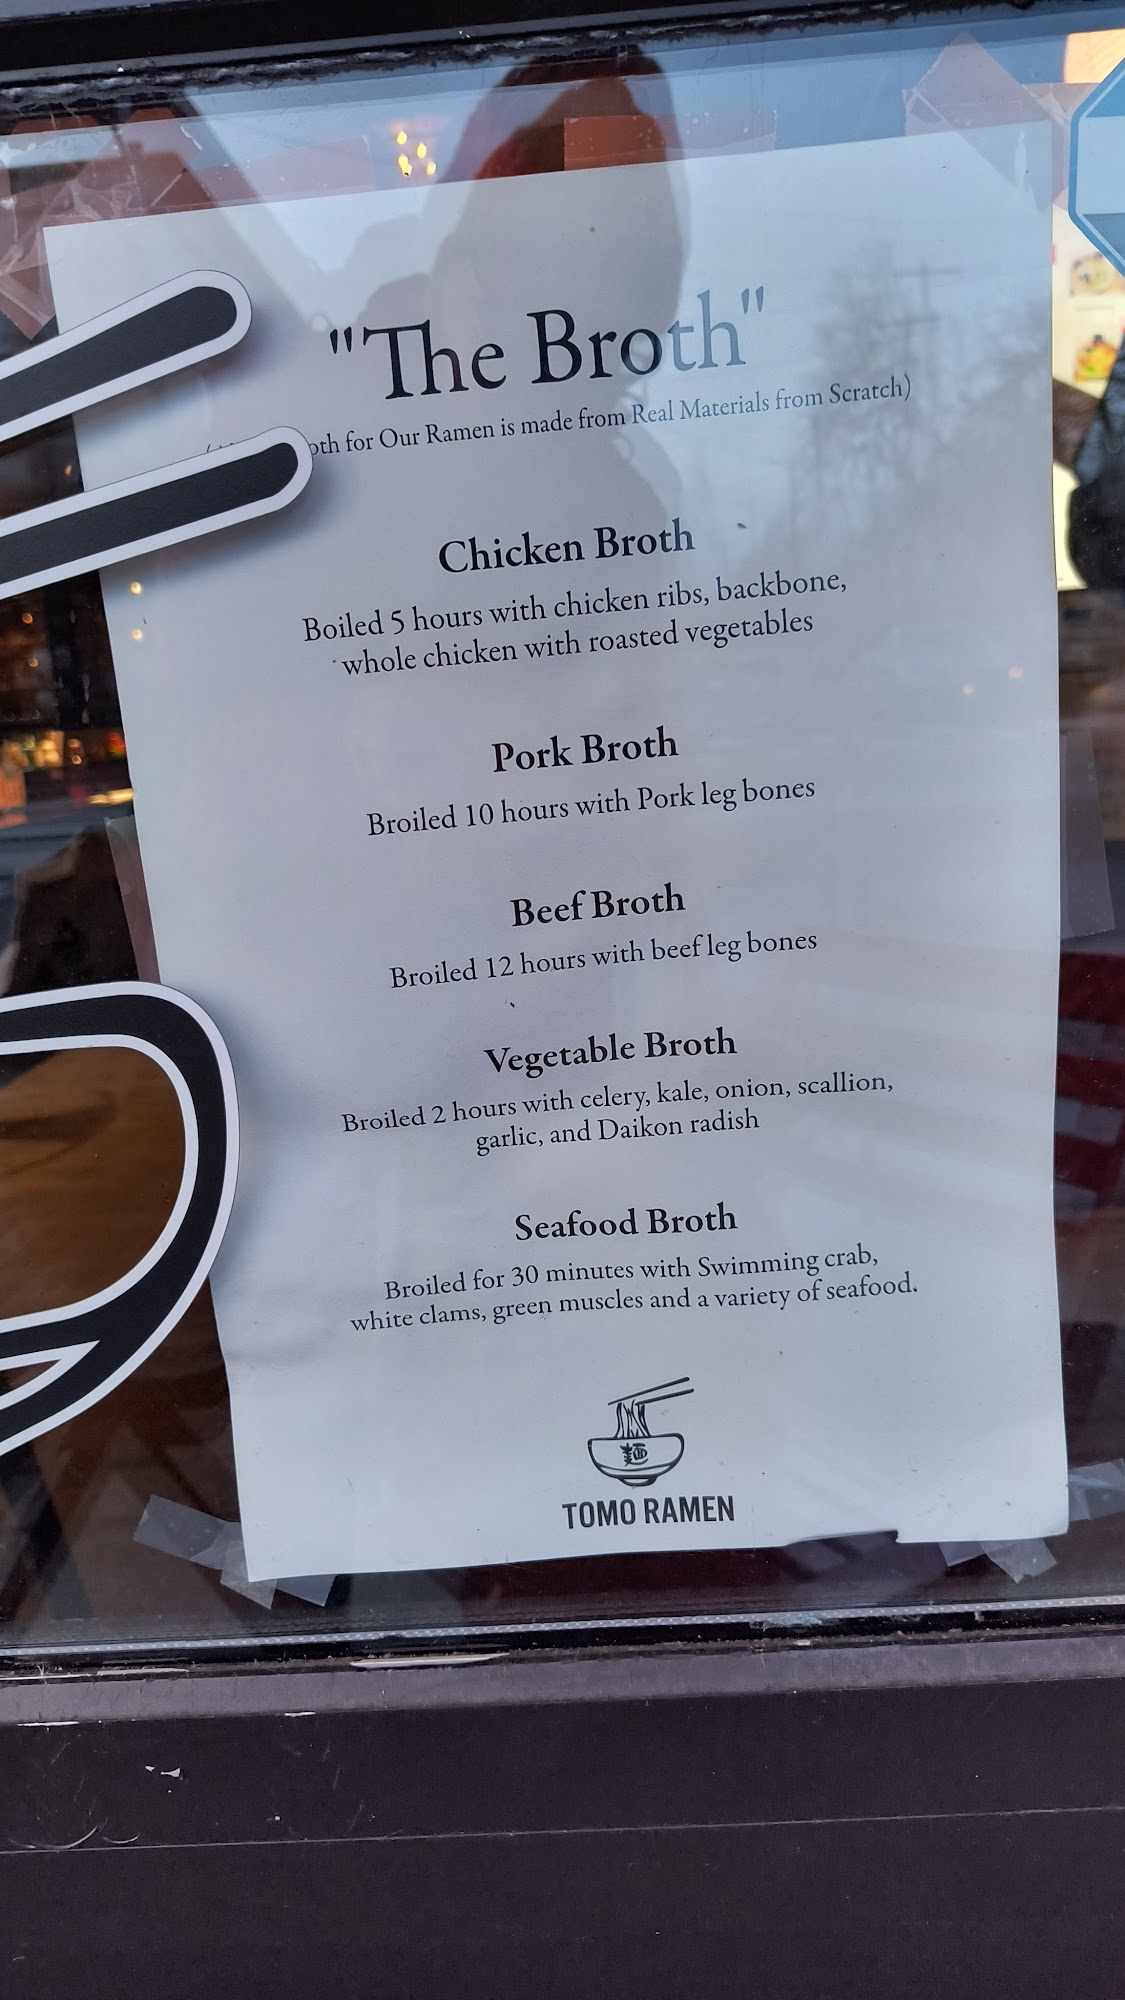 "The Broth"
for Our Ramen is made from Real Materials from Scratch)
Chicken Broth
Boiled 5 hours with chicken ribs, backbone,
whole chicken with roasted vegetables
Pork Broth
Broiled 10 hours with Pork leg bones
Beef Broth
Broiled 12 hours with beef leg bones
Vegetable Broth
Broiled 2 hours with celery, kale, onion, scallion,
garlic, and Daikon radish
Seafood Broth
Broiled for 30 minutes with Swimming crab,
white clams, green muscles and a variety of seafood.
麺
TOMO RAMEN